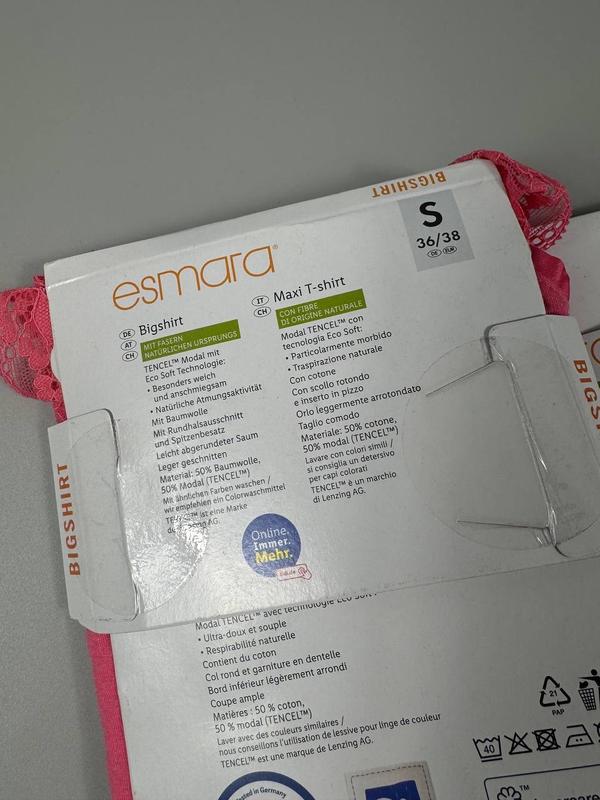 BIGSHIRT
S
36/38
DE EUR
esmara®
DE Bigshirt
AT MIT FASERN
CH NATÜRLICHEN URSPRUNGS
TENCEL™ Modal mit
Eco Soft Technologie:
• Besonders weich
und anschmiegsam
• Natürliche Atmungsaktivität
Mit Baumwolle
Mit Rundhalsausschnitt
und Spitzenbesatz
Leicht abgerundeter Saum
Leger geschnitten
Material: 50% Baumwolle,
50% Modal (TENCEL™)
Mit ähnlichen Farben waschen /
wir empfehlen ein Colorwaschmittel
TENCEL™ ist eine Marke
AG.
IT Maxi T-shirt
CH CON FIBRE
DI ORIGINE NATURALE
Modal TENCEL™ con
tecnologia Eco Soft:
• Particolarmente morbido
• Traspirazione naturale
Con cotone
Con scollo rotondo
e inserto in pizzo
Orlo leggermente arrotondato
Taglio comodo
Materiale: 50% cotone,
50% modal (TENCEL™)
Lavare con colori simili /
si consiglia un detersivo
per capi colorati
TENCEL™ è un marchio
di Lenzing AG.
BIGSHIRT
Online.
Immer.
Mehr.
Modal TENCEL™ avec technologie Eco Soft :
• Ultra-doux et souple
• Respirabilité naturelle
Contient du coton
Col rond et garniture en dentelle
Bord inférieur légèrement arrondi
Coupe ample
Matières : 50 % coton,
50 % modal (TENCEL™)
Laver avec des couleurs similaires /
nous conseillons l'utilisation de lessive pour linge de couleur
TENCEL™ est une marque de Lenzing AG.
21
PAP
40
in Germany